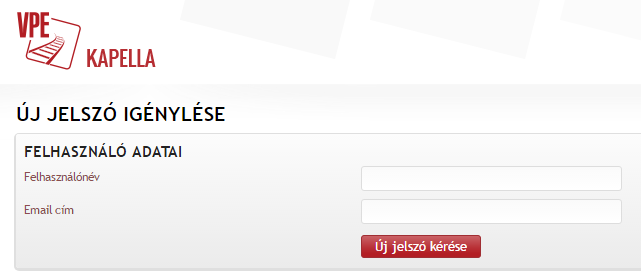 VPE
KAPELLA
ÚJ JELSZÓ IGÉNYLÉSE
FELHASZNÁLÓ ADATAI
Felhasználónév
Email cím
Új jelszó kérése